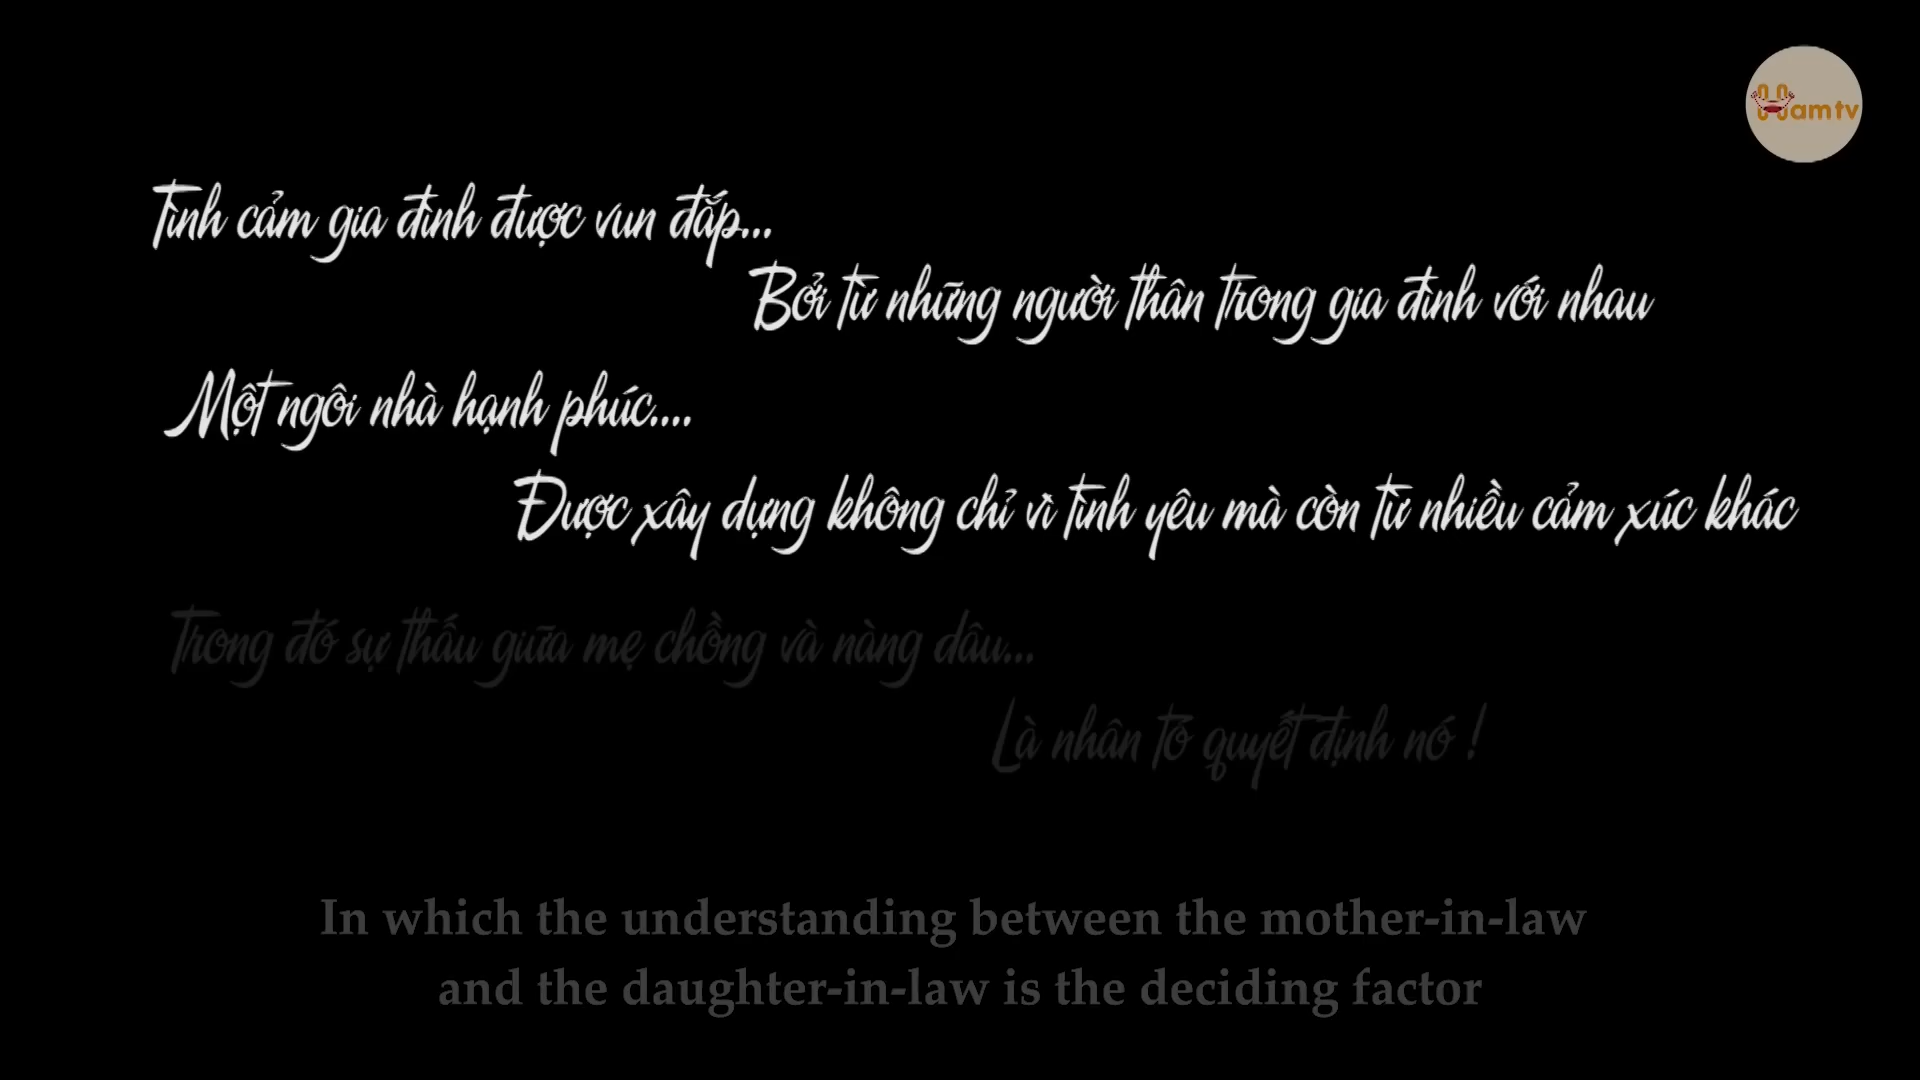 Hamtv
Tình cảm gia đình được vun đắp...
Bởi từ những người thân trong gia đình với nhau
Một ngôi nhà hạnh phúc....
Được xây dựng không chỉ vì tình yêu mà còn từ nhiều cảm xúc khác
Trong đó sự thấu giữa mẹ chồng và nàng dâu...
Là nhân tố quyết định nó !
In which the understanding between the mother-in-law
and the daughter-in-law is the deciding factor